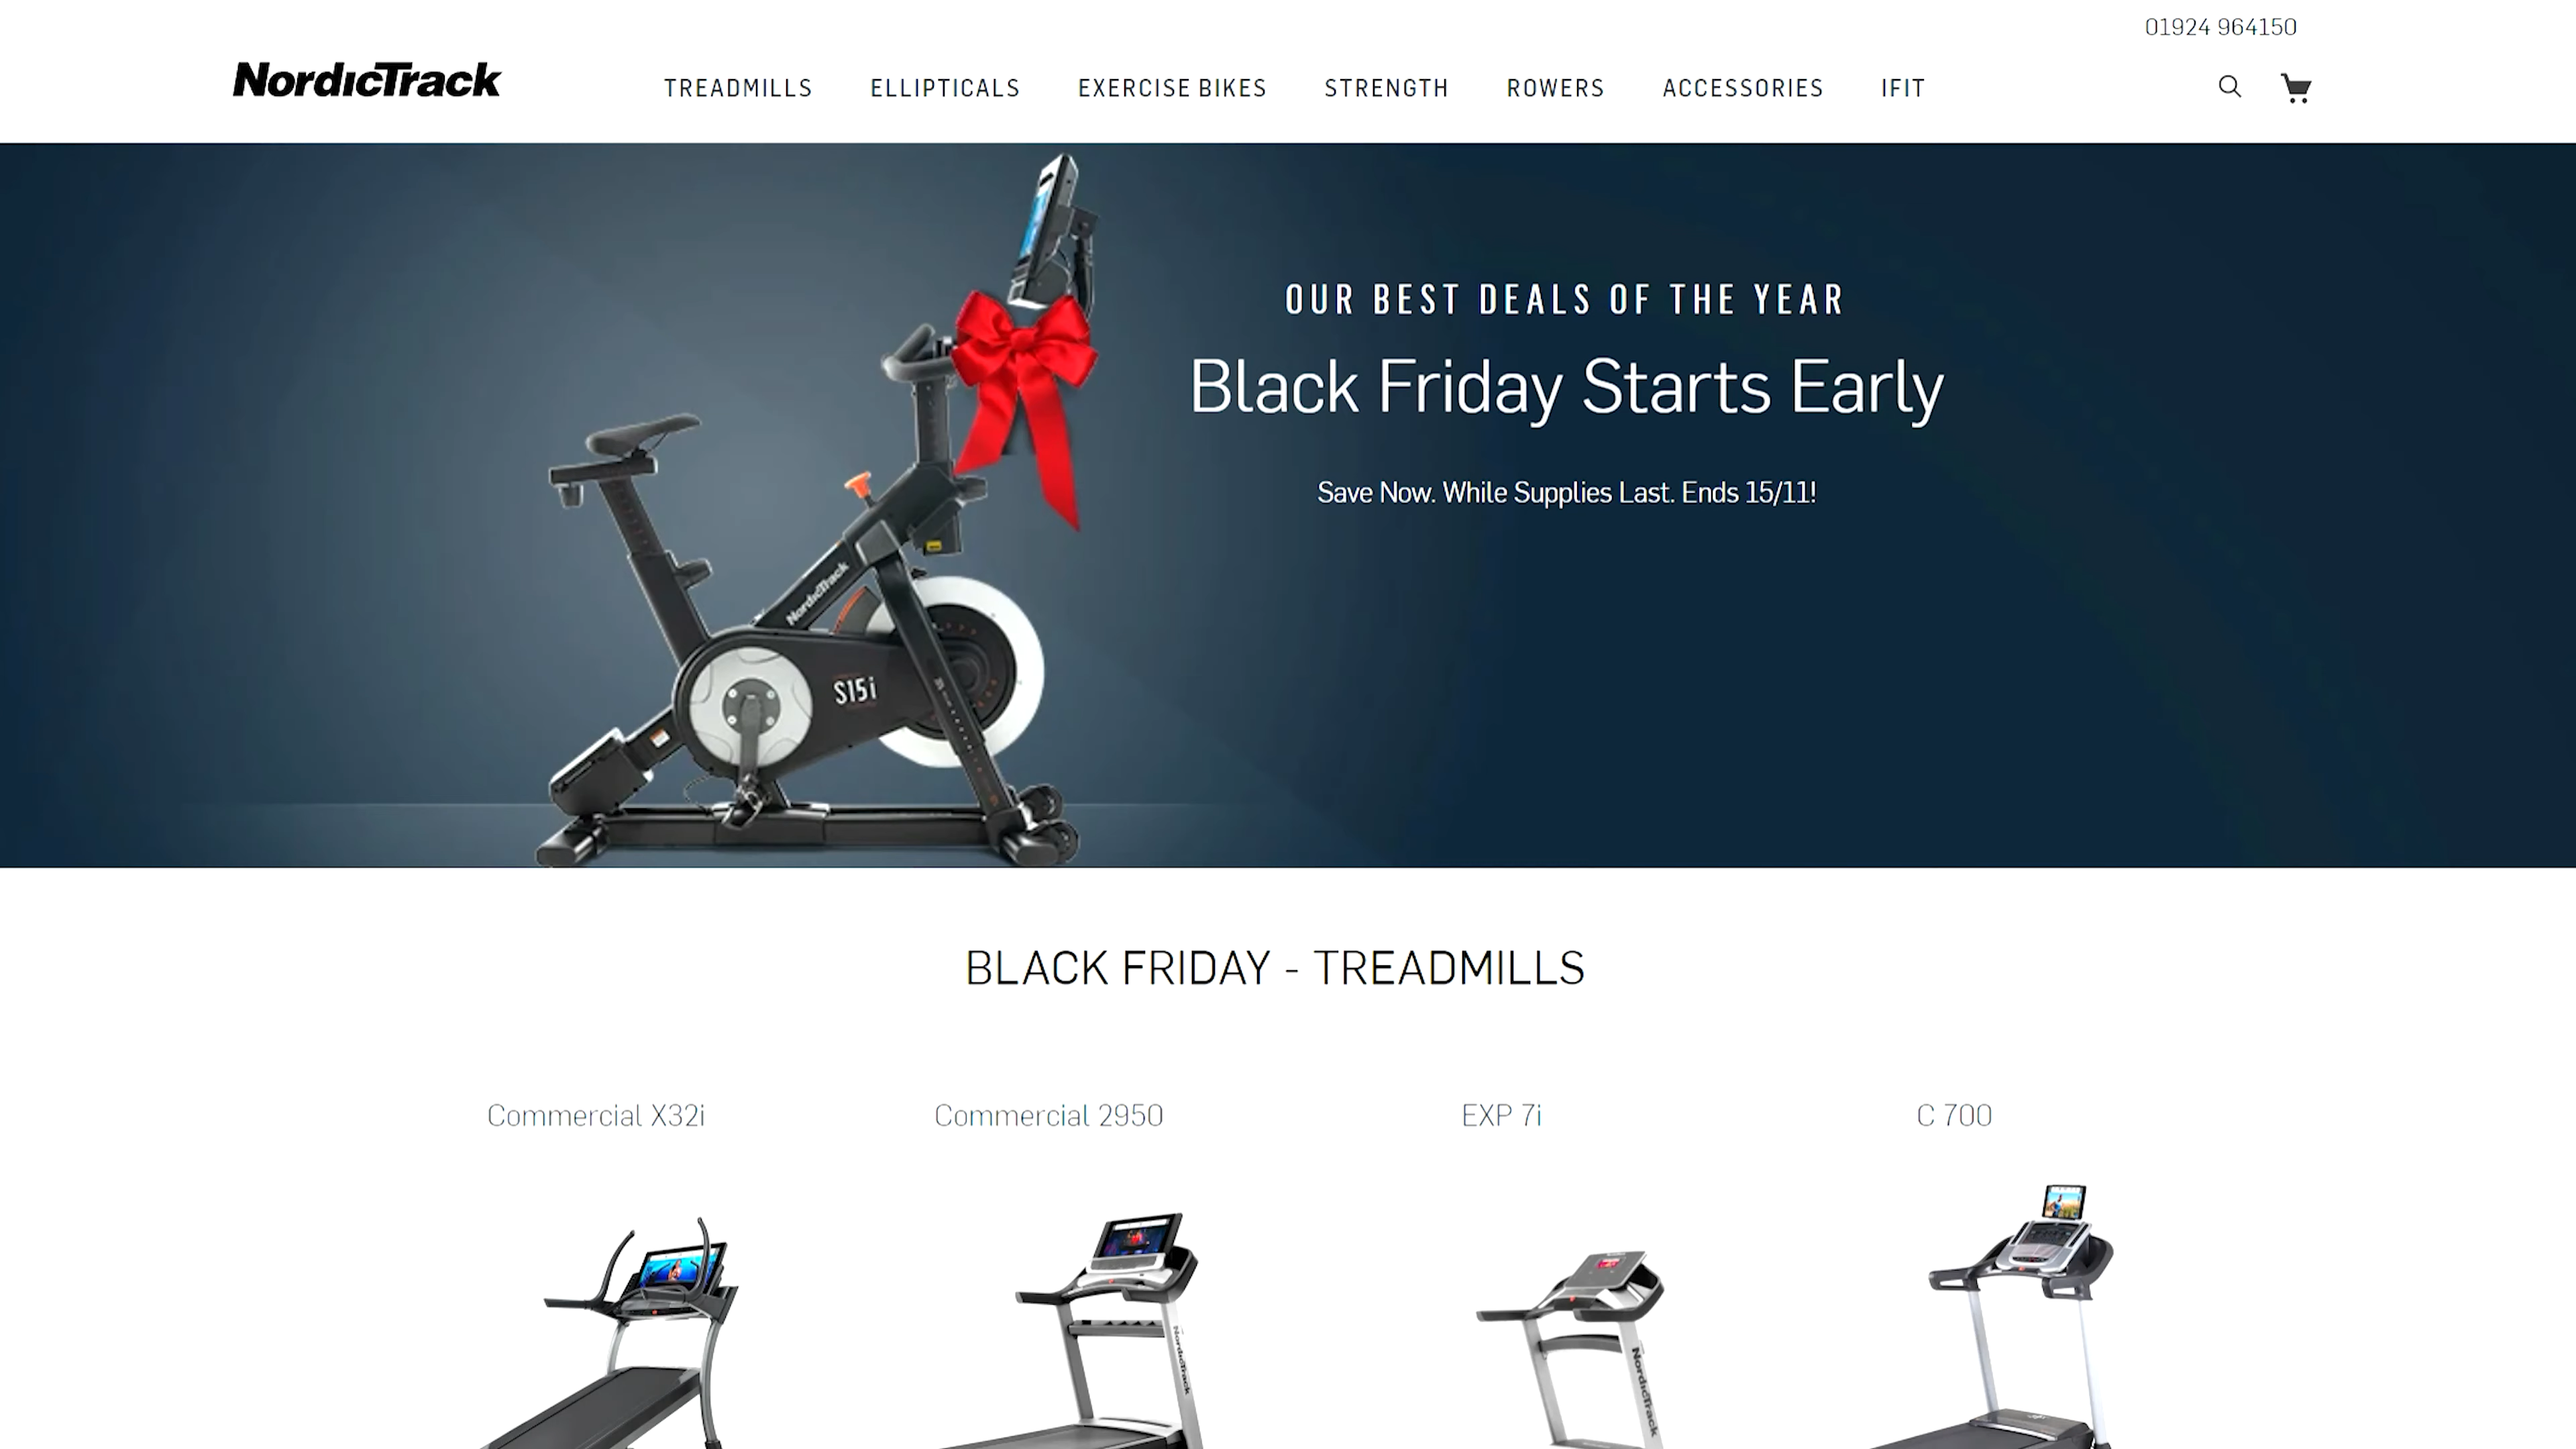 01924 964150
NordicTrack
TREADMILLS ELLIPTICALS EXERCISE BIKES STRENGTH ROWERS ACCESSORIES IFIT
OUR BEST DEALS OF THE YEAR
Black Friday Starts Early
Save Now. While Supplies Last. Ends 15/11!
NordicTrack
S15i
BLACK FRIDAY - TREADMILLS
Commercial X32i Commercial 2950 EXP 7i C 700
NordicTrack
NordicTrack